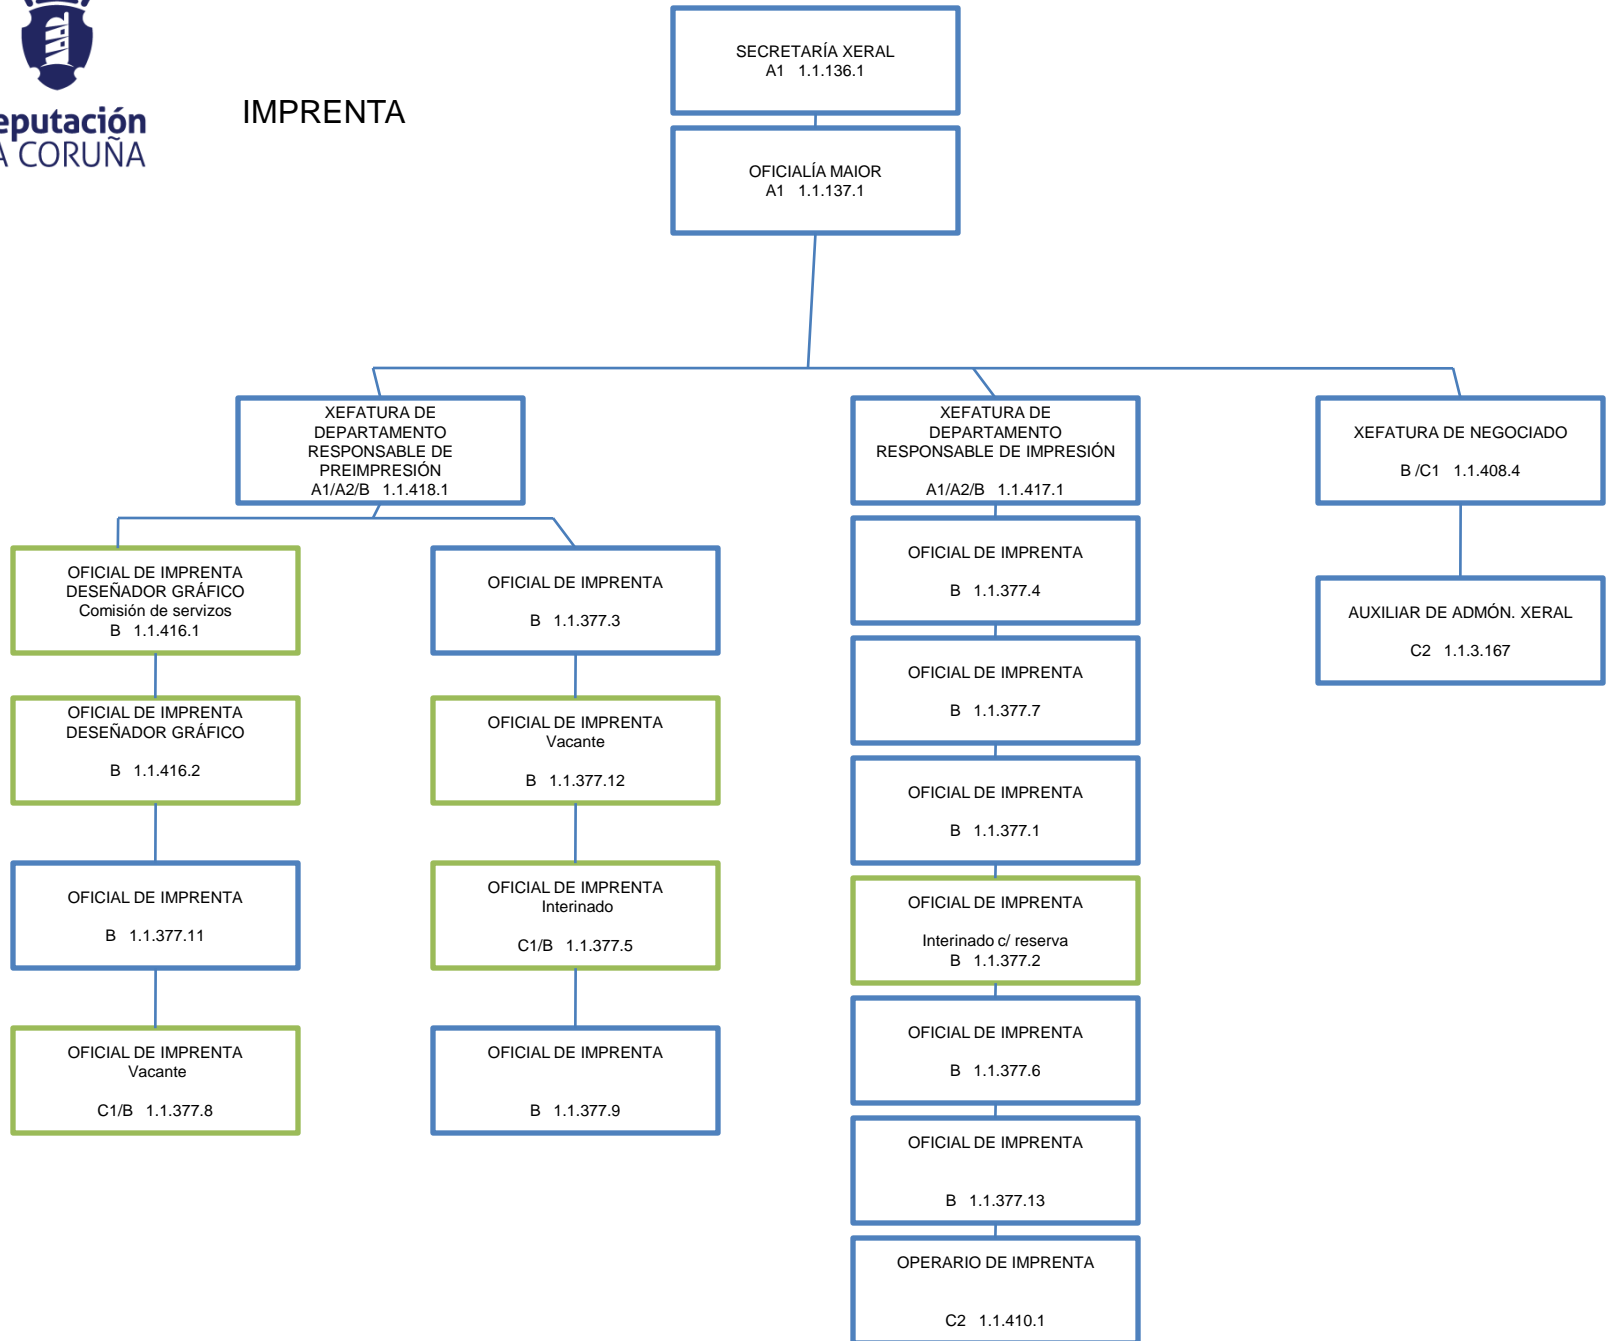 eputación
A CORUÑA
IMPRENTA
SECRETARÍA XERAL
A1 1.1.136.1
OFICIALÍA MAIOR
A1 1.1.137.1
XEFATURA DE
DEPARTAMENTO
RESPONSABLE DE
PREIMPRESIÓN
A1/A2/B 1.1.418.1
XEFATURA DE
DEPARTAMENTO
RESPONSABLE DE IMPRESIÓN
A1/A2/B 1.1.417.1
XEFATURA DE NEGOCIADO
B /C1 1.1.408.4
OFICIAL DE IMPRENTA
DESEÑADOR GRÁFICO
Comisión de servizos
B 1.1.416.1
OFICIAL DE IMPRENTA
DESEÑADOR GRÁFICO
B 1.1.416.2
OFICIAL DE IMPRENTA
B 1.1.377.11
OFICIAL DE IMPRENTA
Vacante
C1/B 1.1.377.8
OFICIAL DE IMPRENTA
B 1.1.377.3
OFICIAL DE IMPRENTA
Vacante
B 1.1.377.12
OFICIAL DE IMPRENTA
Interinado
C1/B 1.1.377.5
OFICIAL DE IMPRENTA
B 1.1.377.9
OFICIAL DE IMPRENTA
B 1.1.377.4
OFICIAL DE IMPRENTA
B 1.1.377.7
OFICIAL DE IMPRENTA
B 1.1.377.1
OFICIAL DE IMPRENTA
Interinado c/ reserva
B 1.1.377.2
OFICIAL DE IMPRENTA
B 1.1.377.6
OFICIAL DE IMPRENTA
B 1.1.377.13
OPERARIO DE IMPRENTA
C2 1.1.410.1
AUXILIAR DE ADMÓN. XERAL
C2 1.1.3.167